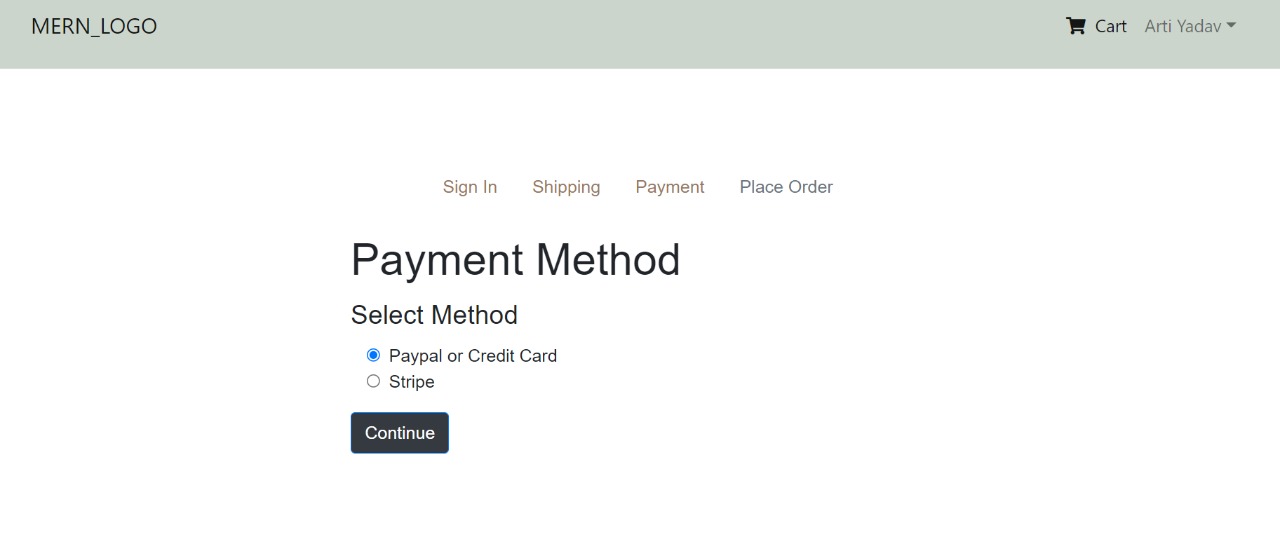 MERN_LOGO Cart Arti Yadav
Sign In Shipping Payment Place Order
Payment Method
Select Method
Paypal or Credit Card
Stripe
Continue